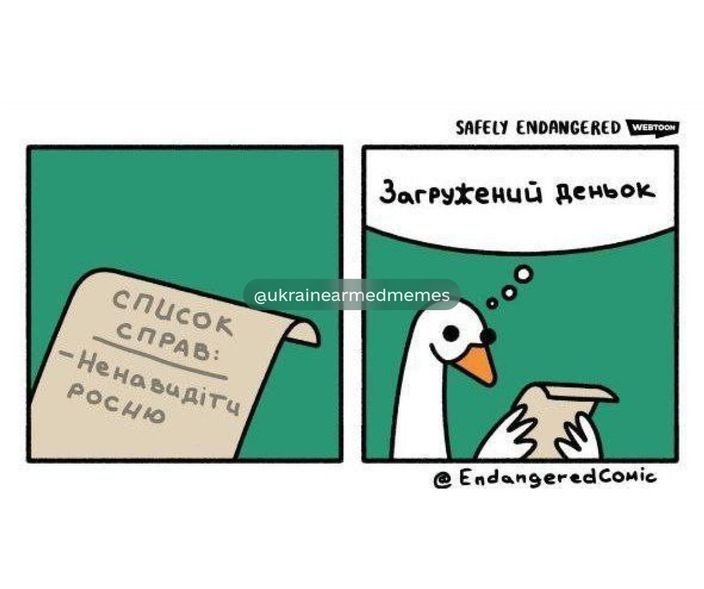 SAFELY ENDANGERED WEBTOON
СПИСОК
СПРАВ:
-Ненавидіти
росню
@ukrainearmedmemes
Загружений деньок
@ EndangeredComic